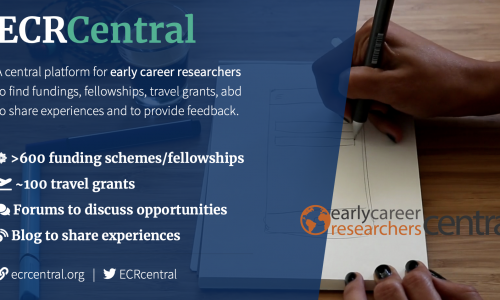 ECRCentral
A central platform for early career researchers
to find fundings, fellowships, travel grants, abd
to share experiences and to provide feedback.
>600 funding schemes/fellowships
~100 travel grants
Forums to discuss opportunities
Blog to share experiences
ecrcentral.org | ECRcentral
earlycareer
researchers
central